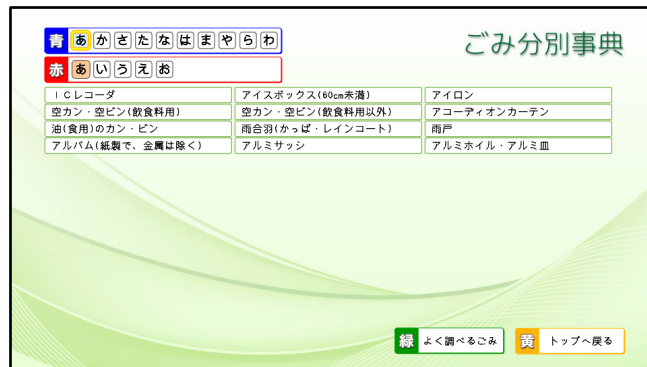 青 あ か さ た な は ま や ら わ
ごみ分別事典
赤 あ い う え お
ICレコーダ アイスボックス(60cm未満) アイロン
空カン・空ビン(飲食料用) 空カン・空ビン(飲食料用以外) アコーディオンカーテン
油(食用)のカン・ビン 雨合羽(かっぱ・レインコート) 雨戸
アルバム(紙製で、金属は除く) アルミサッシ アルミホイル・アルミ皿
緑 よく調べるごみ 黄 トップへ戻る